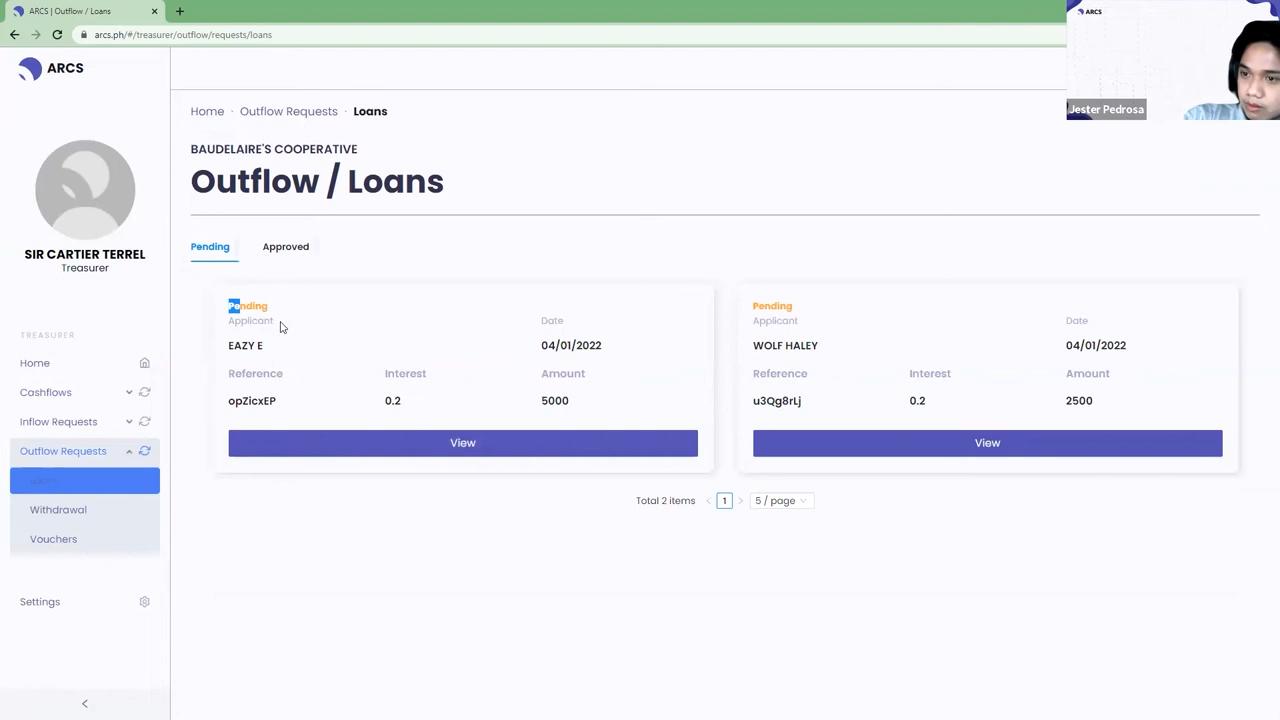 ARCS | Outflow / Loans
arcs.ph/#/treasurer/outflow/requests/loans
ARCS
Jester Pedrosa
ARCS
SIR CARTIER TERREL
Treasurer
TREASURER
Home
Cashflows
Inflow Requests
Outflow Requests
Loans
Withdrawal
Vouchers
Settings
Home · Outflow Requests · Loans
BAUDELAIRE'S COOPERATIVE
Outflow / Loans
Pending Approved
Pending
Applicant Date
EAZY E 04/01/2022
Reference Interest Amount
opZicxEP 0.2 5000
View
Pending
Applicant Date
WOLF HALEY 04/01/2022
Reference Interest Amount
u3Qg8rLj 0.2 2500
View
Total 2 items < 1 > 5 / page